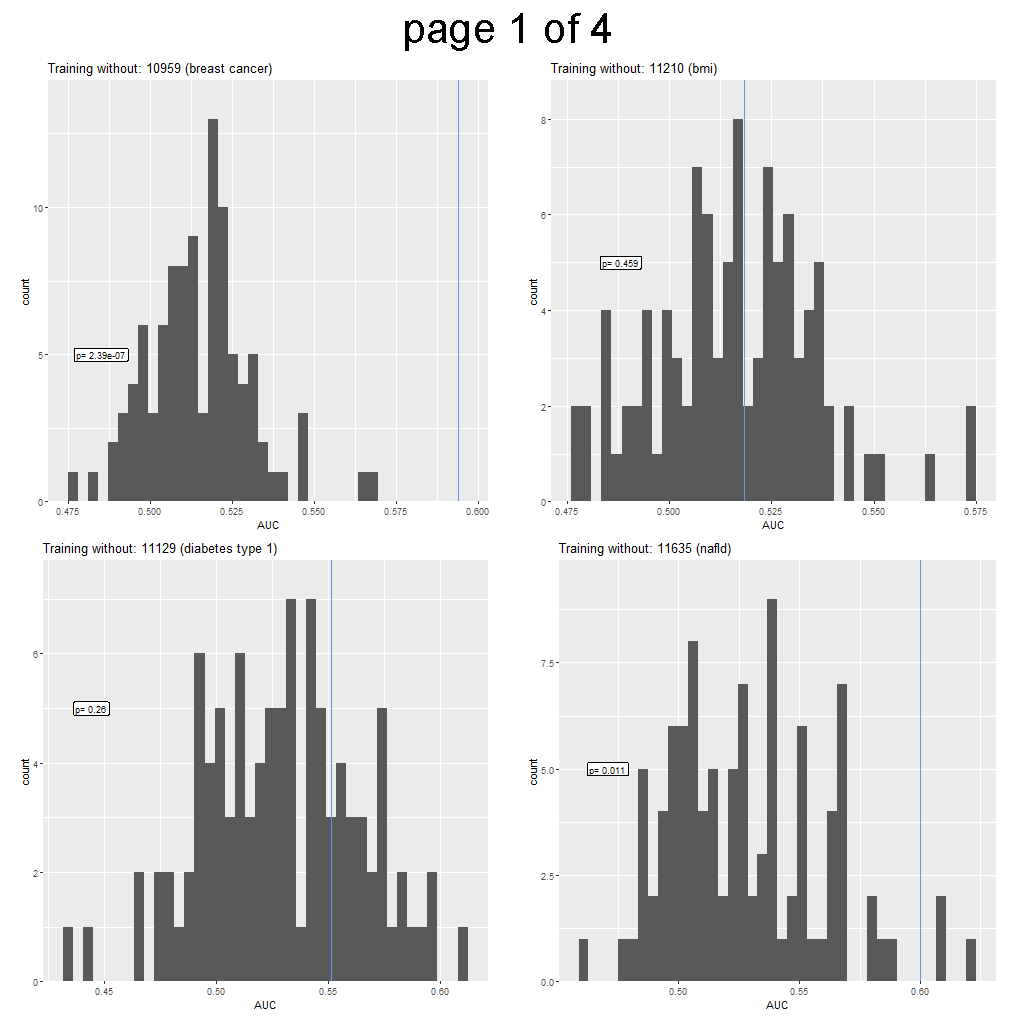 page 1 of 4
Training without: 10959 (breast cancer)
10
5
0
count
p= 2.39e-07
0.475 0.500 0.525 0.550 0.575 0.600
AUC
Training without: 11210 (bmi)
8
6
4
2
0
count
p= 0.459
0.475 0.500 0.525 0.550 0.575
AUC
Training without: 11129 (diabetes type 1)
6
4
2
0
count
p= 0.26
0.45 0.50 0.55 0.60
AUC
Training without: 11635 (nafld)
7.5
5.0
2.5
0.0
count
p= 0.011
0.50 0.55 0.60
AUC